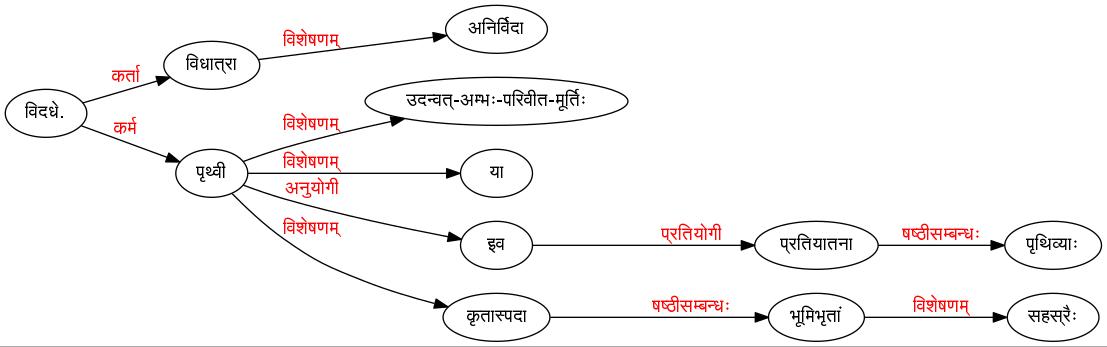 अनिर्विदा
विशेषणम्
कर्ता
विधात्रा
विदधे.
उदन्वत्-अम्भः-परिवीत-मूर्तिः
विशेषणम्
कर्म
पृथ्वी
विशेषणम्
या
अनुयोगी
विशेषणम्
इव
प्रतियोगी
प्रतियातना
षष्ठीसम्बन्धः
पृथिव्याः
कृतास्पदा
षष्ठीसम्बन्धः
भूमिभृतां
विशेषणम्
सहस्रैः